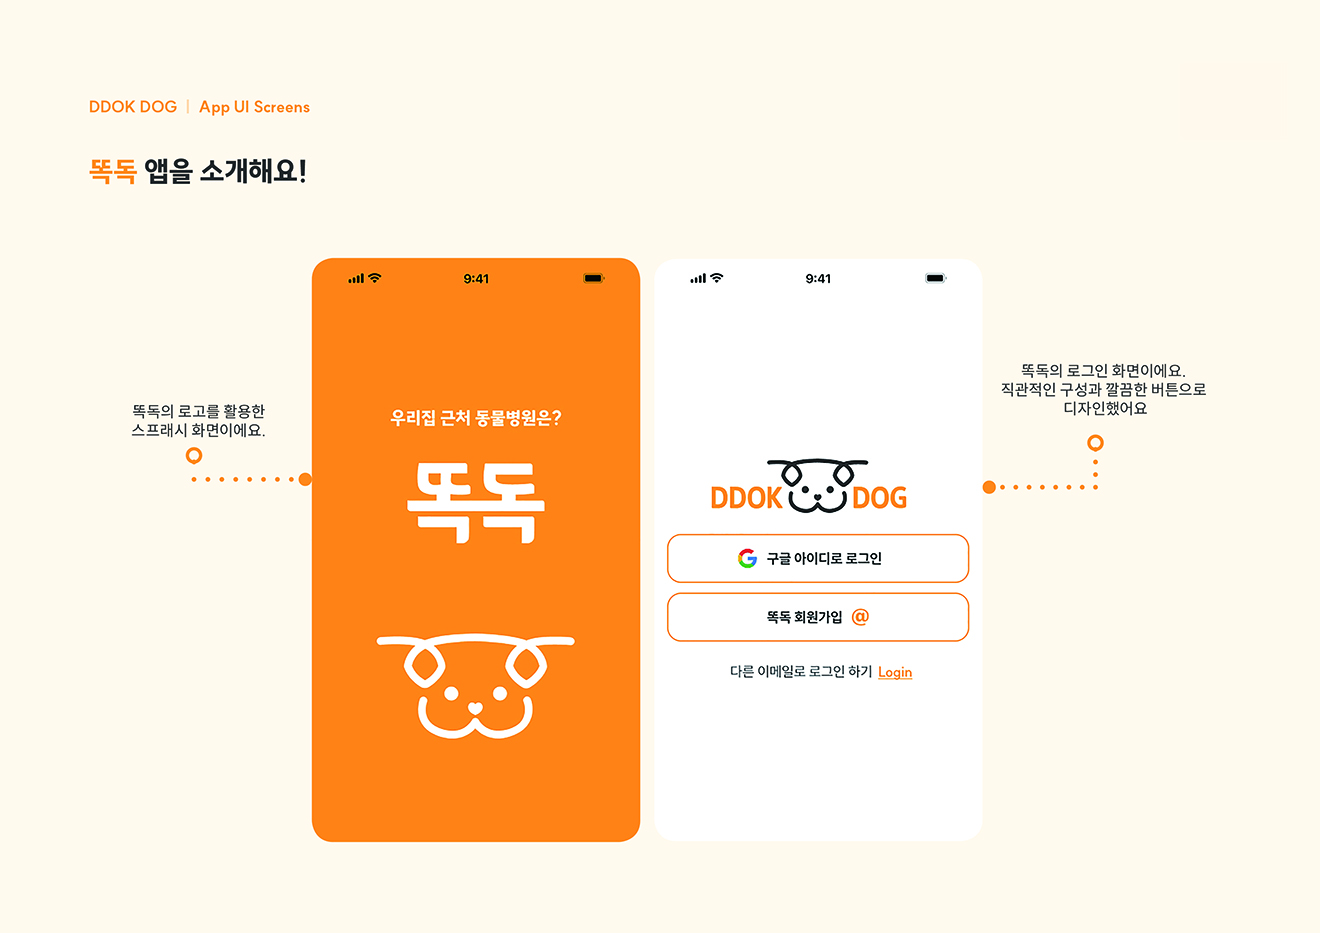 DDOK DOG | App UI Screens
똑독 앱을 소개해요!
똑독의 로고를 활용한
스프래시 화면이에요.
9:41
우리집 근처 동물병원은?
똑독
9:41
DDOK DOG
구글 아이디로 로그인
똑독 회원가입 @
다른 이메일로 로그인 하기 Login
똑독의 로그인 화면이에요.
직관적인 구성과 깔끔한 버튼으로
디자인했어요